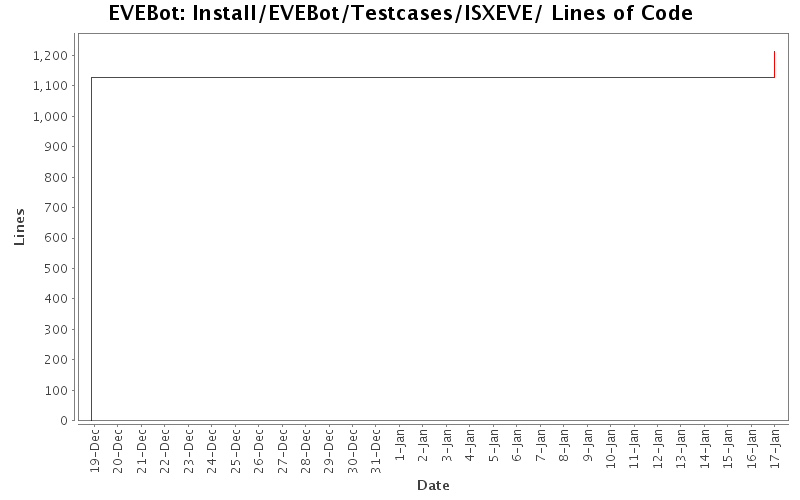 EVEBot: Install/EVEBot/Testcases/ISXEVE/ Lines of Code
1,200
1,100
1,000
900
800
700
600
500
400
300
200
100
0
Lines
19-Dec
20-Dec
21-Dec
22-Dec
23-Dec
24-Dec
25-Dec
26-Dec
27-Dec
28-Dec
29-Dec
30-Dec
31-Dec
1-Jan
2-Jan
3-Jan
4-Jan
5-Jan
6-Jan
7-Jan
8-Jan
9-Jan
10-Jan
11-Jan
12-Jan
13-Jan
14-Jan
15-Jan
16-Jan
17-Jan
Date